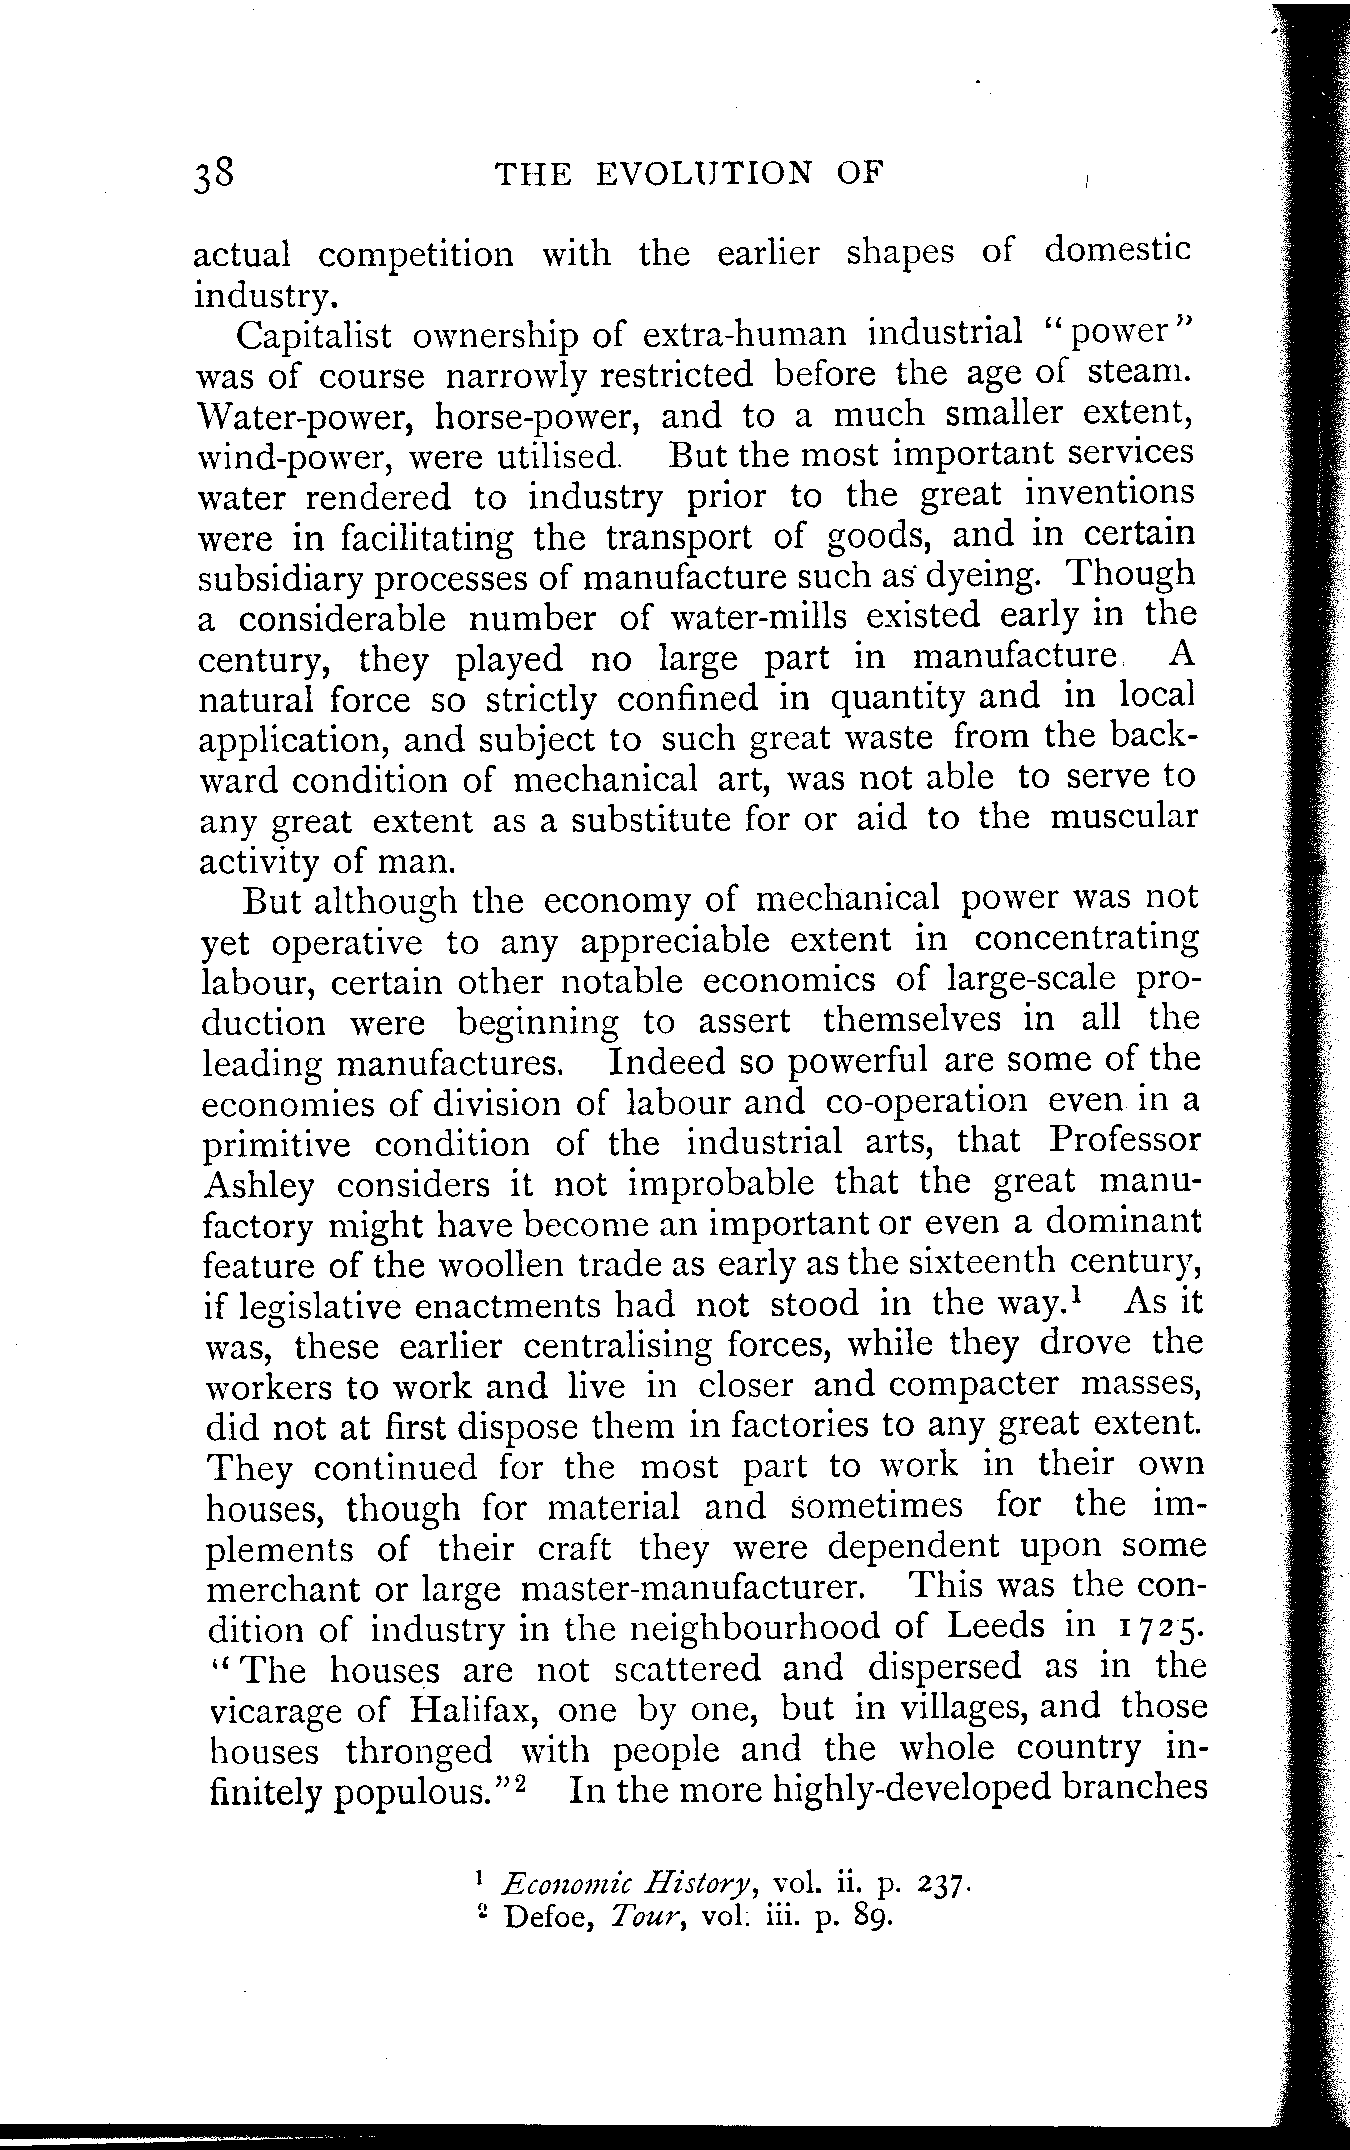 38 THE EVOLUTION OF
actual competition with the earlier shapes of domestic
industry.
Capitalist ownership of extra-human industrial "power"
was of course narrowly restricted before the age of steam.
Water-power, horse-power, and to a much smaller extent,
wind-power, were utilised. But the most important services
water rendered to industry prior to the great inventions
were in facilitating the transport of goods, and in certain
subsidiary processes of manufacture such as dyeing. Though
a considerable number of water-mills existed early in the
century, they played no large part in manufacture. A
natural force so strictly confined in quantity and in local
application, and subject to such great waste from the back-
ward condition of mechanical art, was not able to serve to
any great extent as a substitute for or aid to the muscular
activity of man.
But although the economy of mechanical power was not
yet operative to any appreciable extent in concentrating
labour, certain other notable economics of large-scale pro-
duction were beginning to assert themselves in all the
leading manufactures. Indeed so powerful are some of the
economies of division of labour and co-operation even in a
primitive condition of the industrial arts, that Professor
Ashley considers it not improbable that the great manu-
factory might have become an important or even a dominant
feature of the woollen trade as early as the sixteenth century,
if legislative enactments had not stood in the way.¹ As it
was, these earlier centralising forces, while they drove the
workers to work and live in closer and compacter masses,
did not at first dispose them in factories to any great extent.
They continued for the most part to work in their own
houses, though for material and sometimes for the im-
plements of their craft they were dependent upon some
merchant or large master-manufacturer. This was the con-
dition of industry in the neighbourhood of Leeds in 1725.
"The houses are not scattered and dispersed as in the
vicarage of Halifax, one by one, but in villages, and those
houses thronged with people and the whole country in-
finitely populous."² In the more highly-developed branches
¹ Economic History, vol. ii. p. 237.
² Defoe, Tour, vol. iii. p. 89.